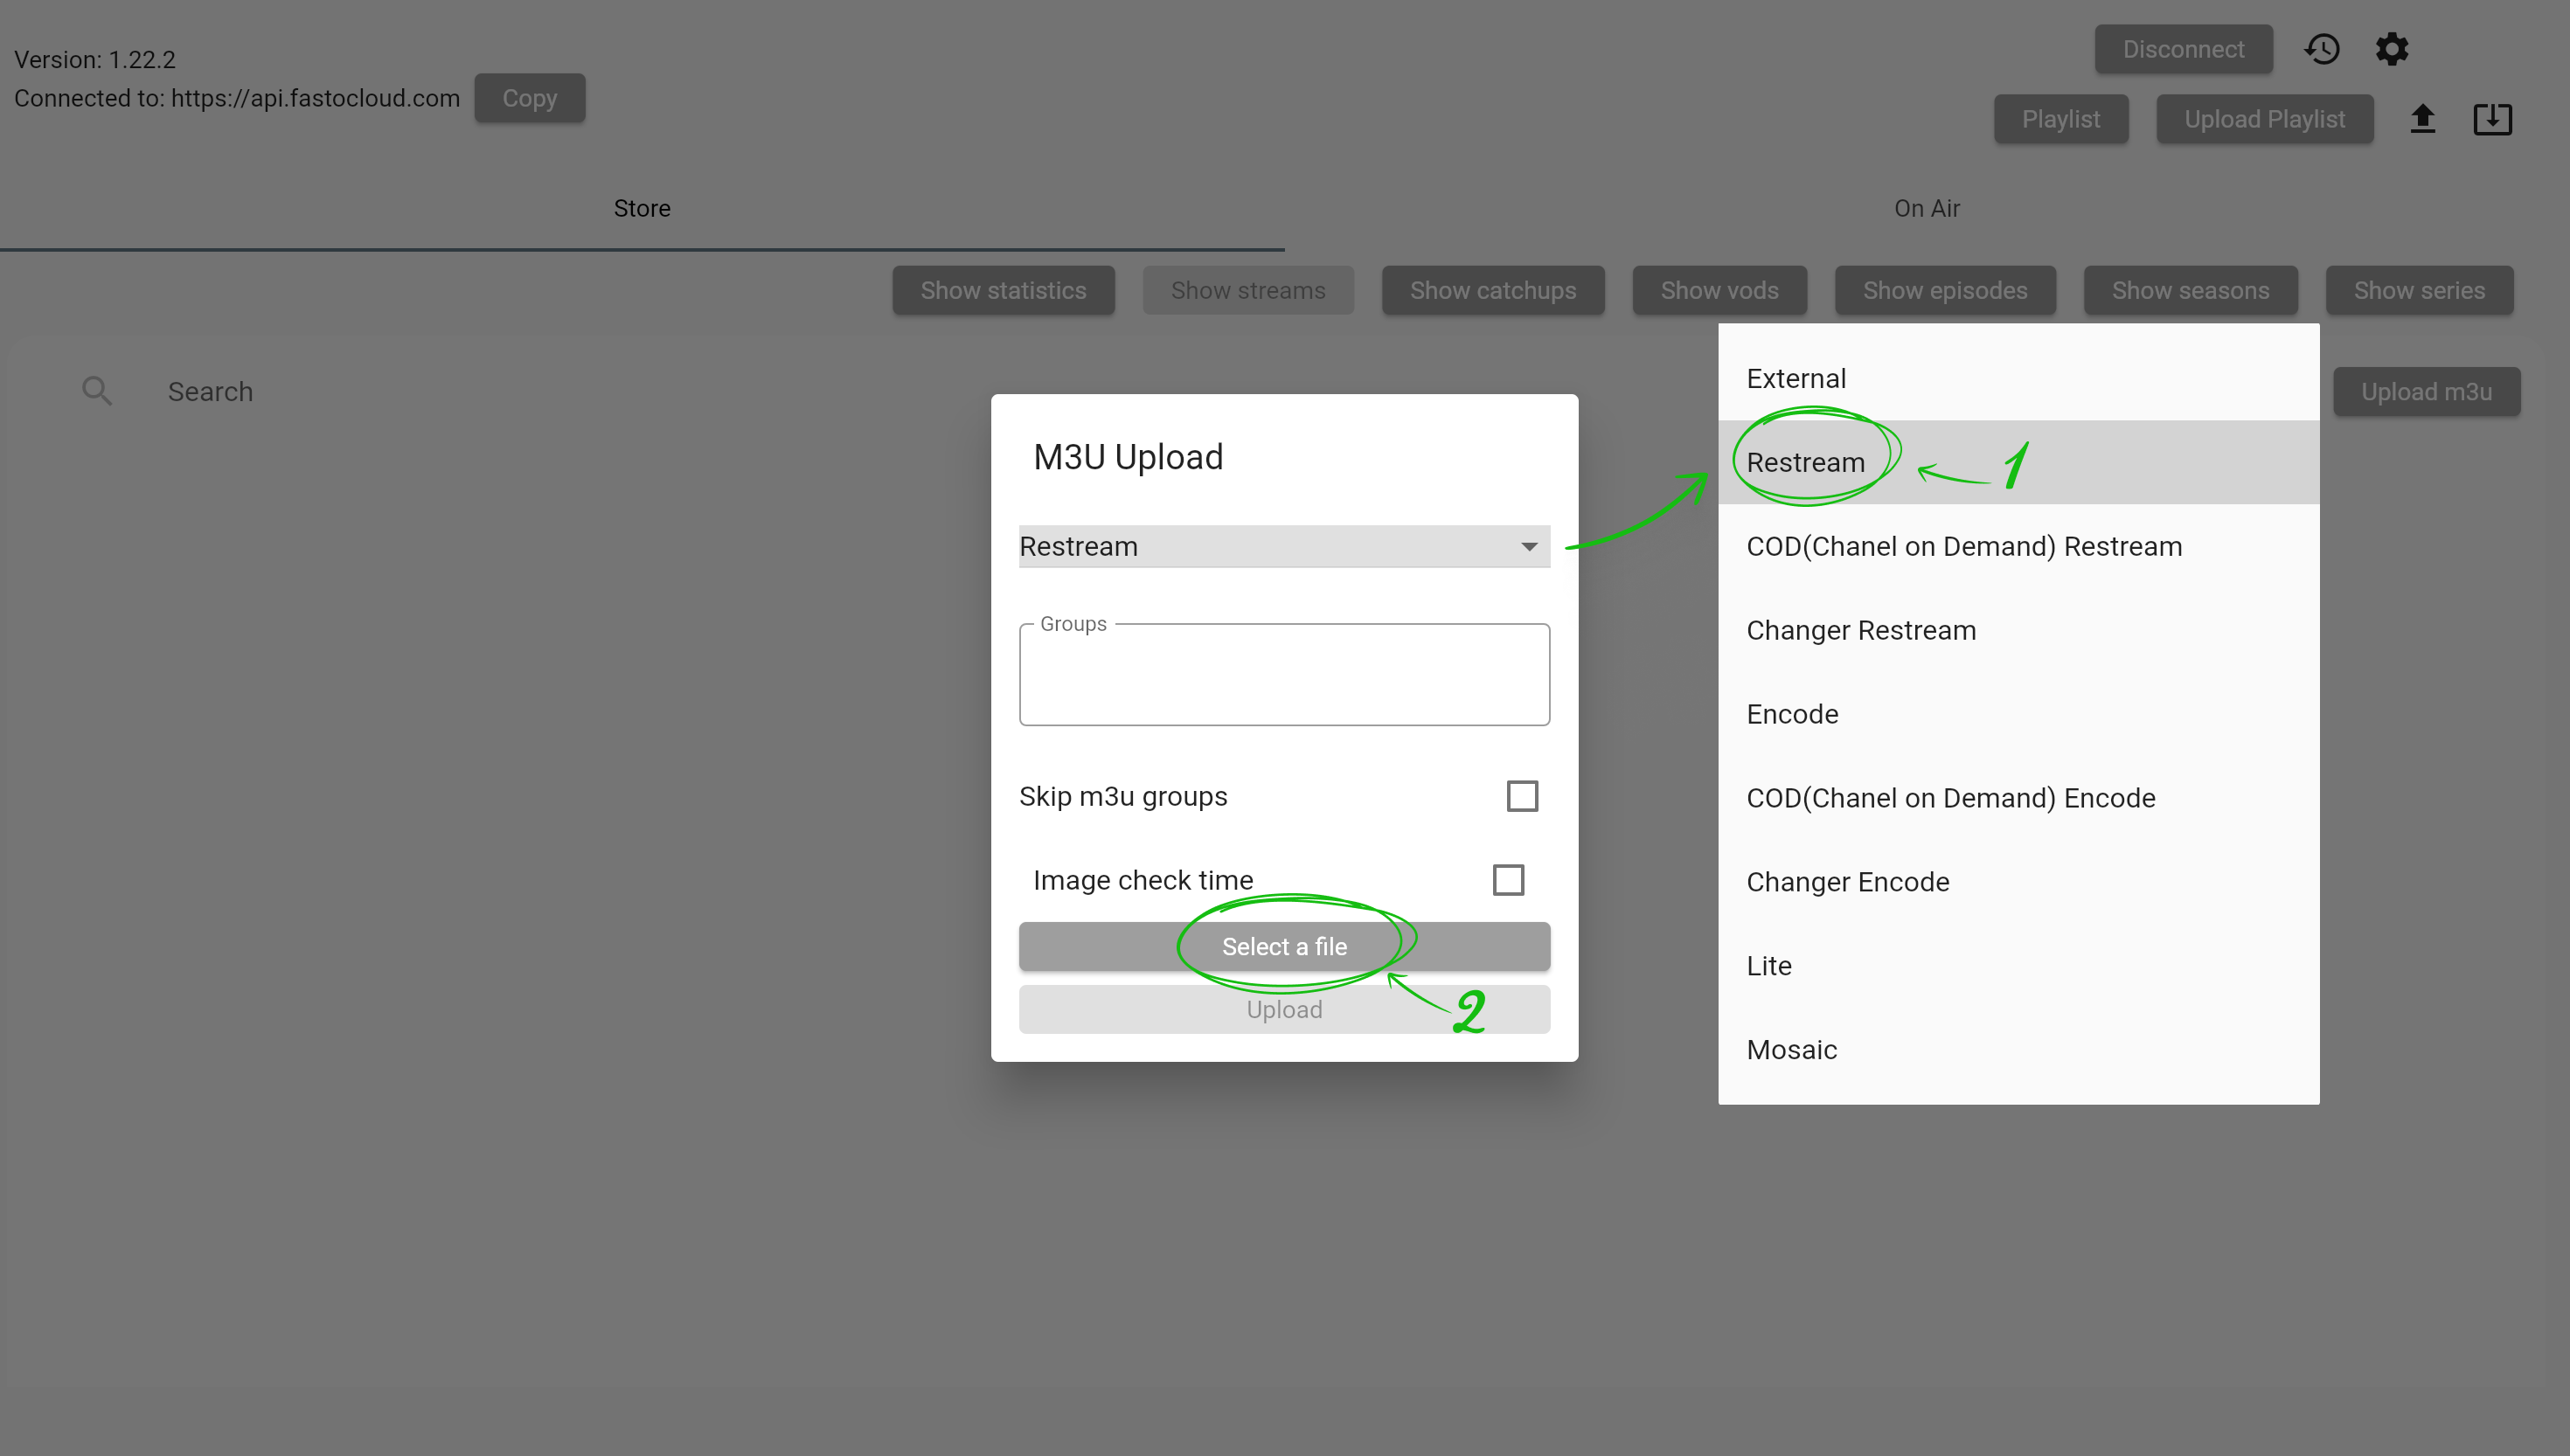 Version: 1.22.2
Connected to: https://api.fastocloud.com
Copy
Disconnect
Playlist
Upload Playlist
Store
On Air
Show statistics
Show streams
Show catchups
Show vods
Show episodes
Show seasons
Show series
Search
Upload m3u
M3U Upload
Restream
Groups
Skip m3u groups
Image check time
Select a file
2
Upload
External
Restream
1
COD(Chanel on Demand) Restream
Changer Restream
Encode
COD(Chanel on Demand) Encode
Changer Encode
Lite
Mosaic